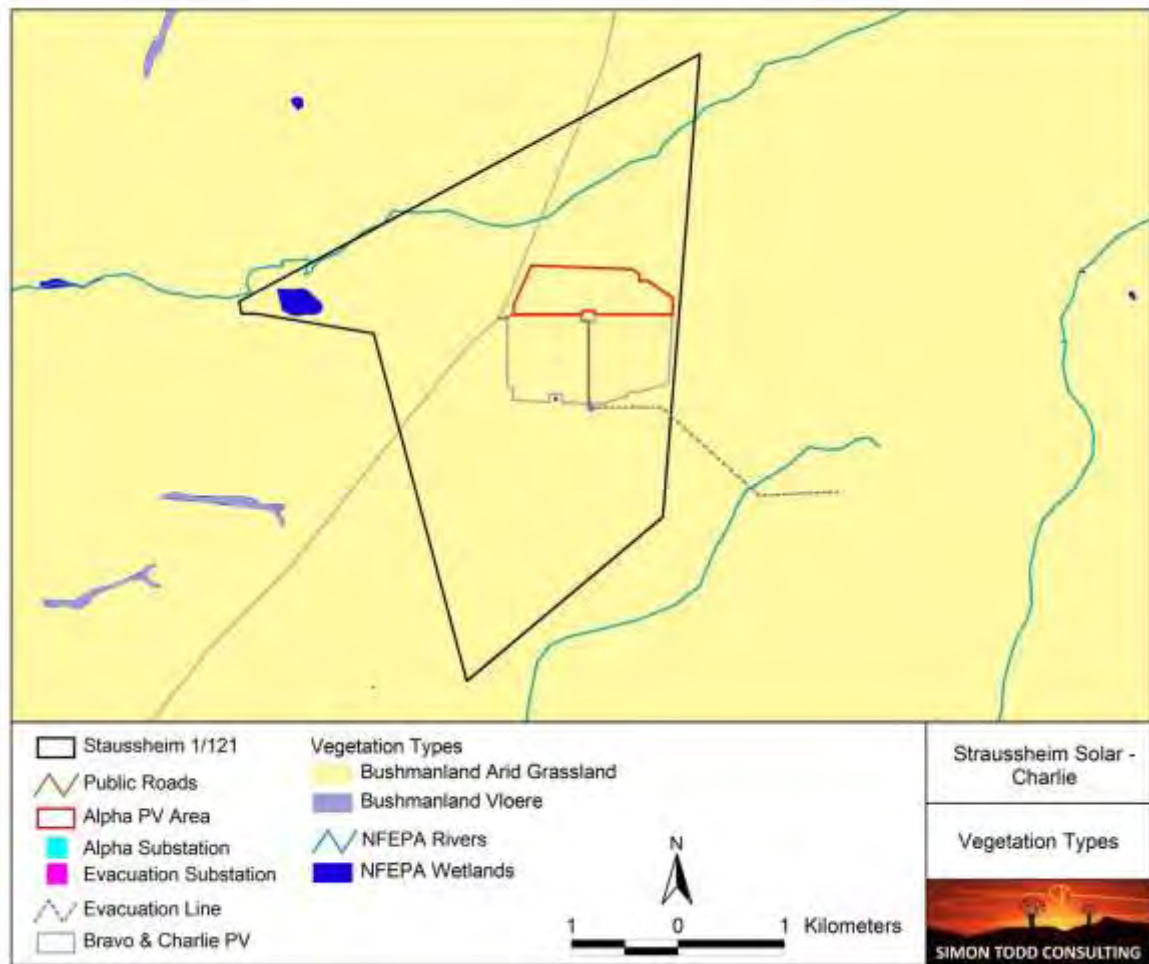 Staussheim 1/121
Public Roads
Alpha PV Area
Alpha Substation
Evacuation Substation
Evacuation Line
Bravo & Charlie PV
Vegetation Types
Bushmanland Arid Grassland
Bushmanland Vloere
NFEPA Rivers
NFEPA Wetlands
N
1 0 1 Kilometers
Straussheim Solar -
Charlie
Vegetation Types
SIMON TODD CONSULTING